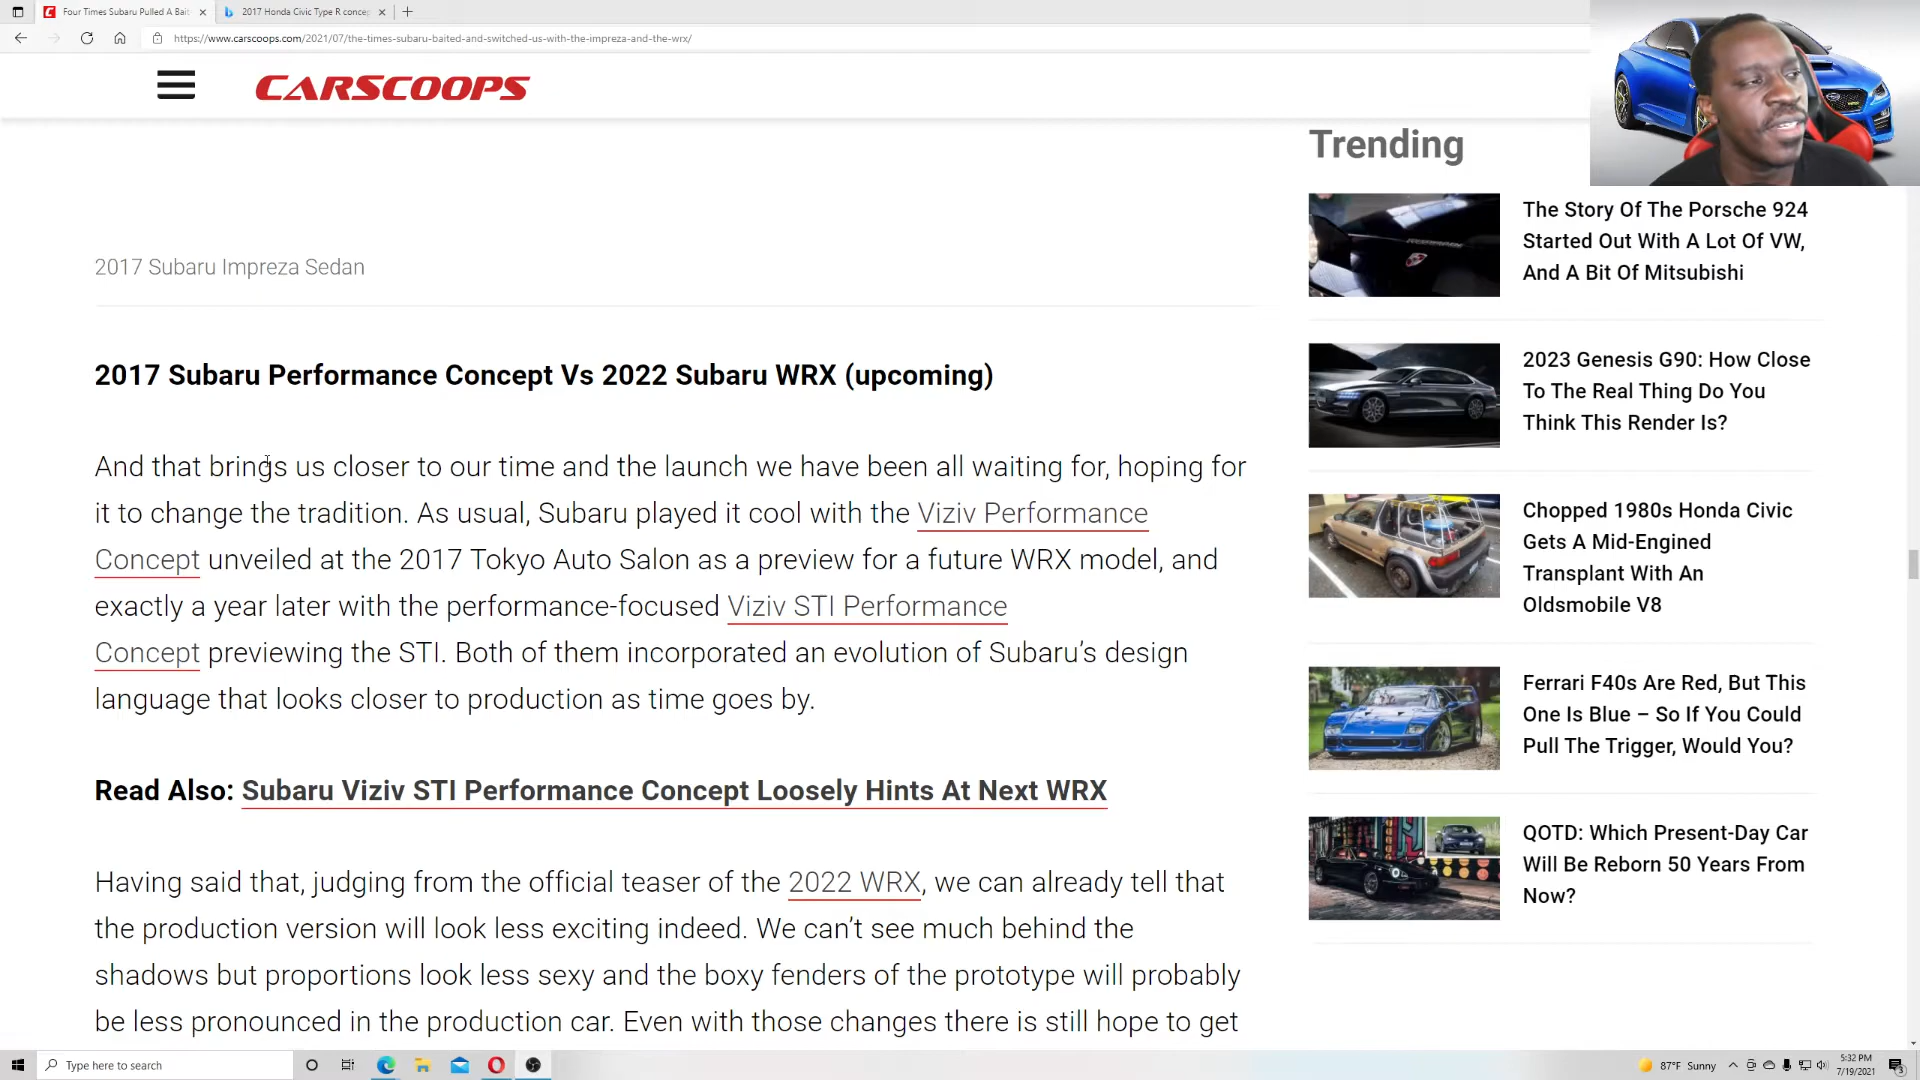 Four Times Subaru Pulled A Bait
2017 Honda Civic Type R concep
https://www.carscoops.com/2021/07/the-times-subaru-baited-and-switched-us-with-the-impreza-and-the-wrx/
CARSCOOPS
2017 Subaru Impreza Sedan
2017 Subaru Performance Concept Vs 2022 Subaru WRX (upcoming)
And that brings us closer to our time and the launch we have been all waiting for, hoping for
it to change the tradition. As usual, Subaru played it cool with the Viziv Performance
Concept unveiled at the 2017 Tokyo Auto Salon as a preview for a future WRX model, and
exactly a year later with the performance-focused Viziv STI Performance
Concept previewing the STI. Both of them incorporated an evolution of Subaru’s design
language that looks closer to production as time goes by.
Read Also: Subaru Viziv STI Performance Concept Loosely Hints At Next WRX
Having said that, judging from the official teaser of the 2022 WRX, we can already tell that
the production version will look less exciting indeed. We can’t see much behind the
shadows but proportions look less sexy and the boxy fenders of the prototype will probably
be less pronounced in the production car. Even with those changes there is still hope to get
Trending
The Story Of The Porsche 924
Started Out With A Lot Of VW,
And A Bit Of Mitsubishi
2023 Genesis G90: How Close
To The Real Thing Do You
Think This Render Is?
Chopped 1980s Honda Civic
Gets A Mid-Engined
Transplant With An
Oldsmobile V8
Ferrari F40s Are Red, But This
One Is Blue – So If You Could
Pull The Trigger, Would You?
QOTD: Which Present-Day Car
Will Be Reborn 50 Years From
Now?
Type here to search
87°F Sunny
5:32 PM
7/19/2021
3